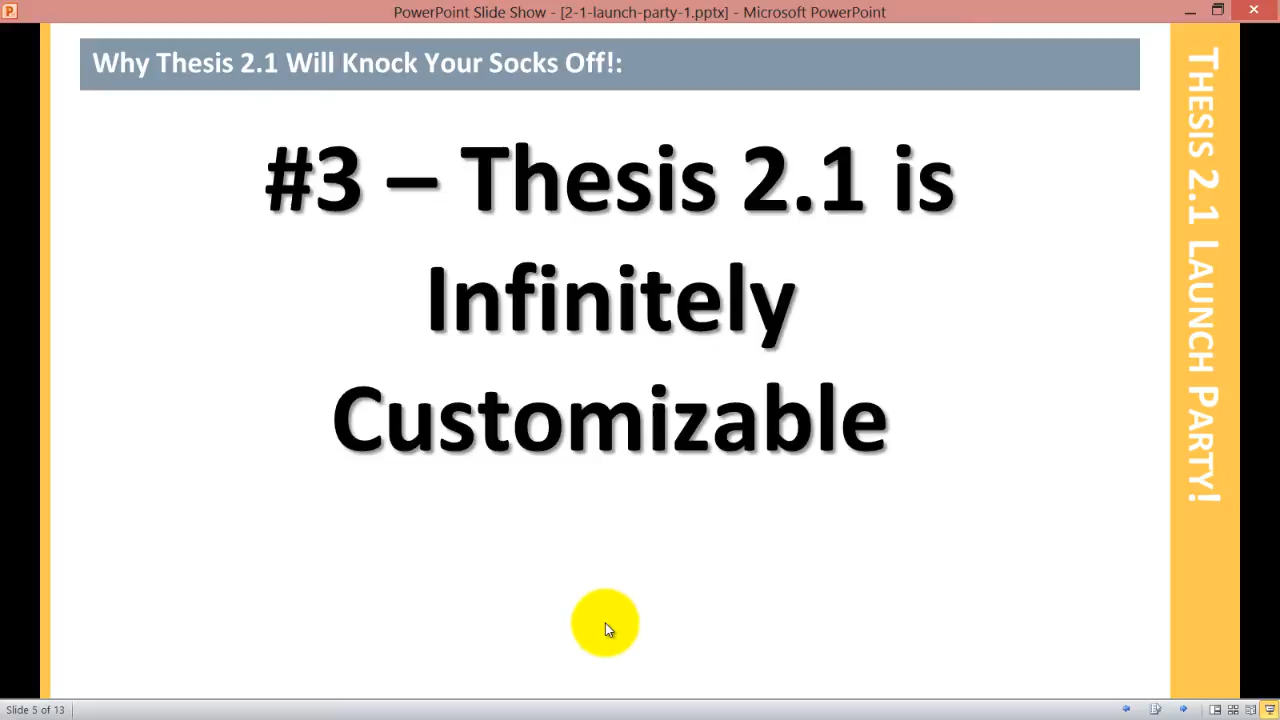 PowerPoint Slide Show - [2-1-launch-party-1.pptx] - Microsoft PowerPoint
Why Thesis 2.1 Will Knock Your Socks Off!:
#3 – Thesis 2.1 is
Infinitely
Customizable
THESIS 2.1 LAUNCH PARTY!
Slide 5 of 13